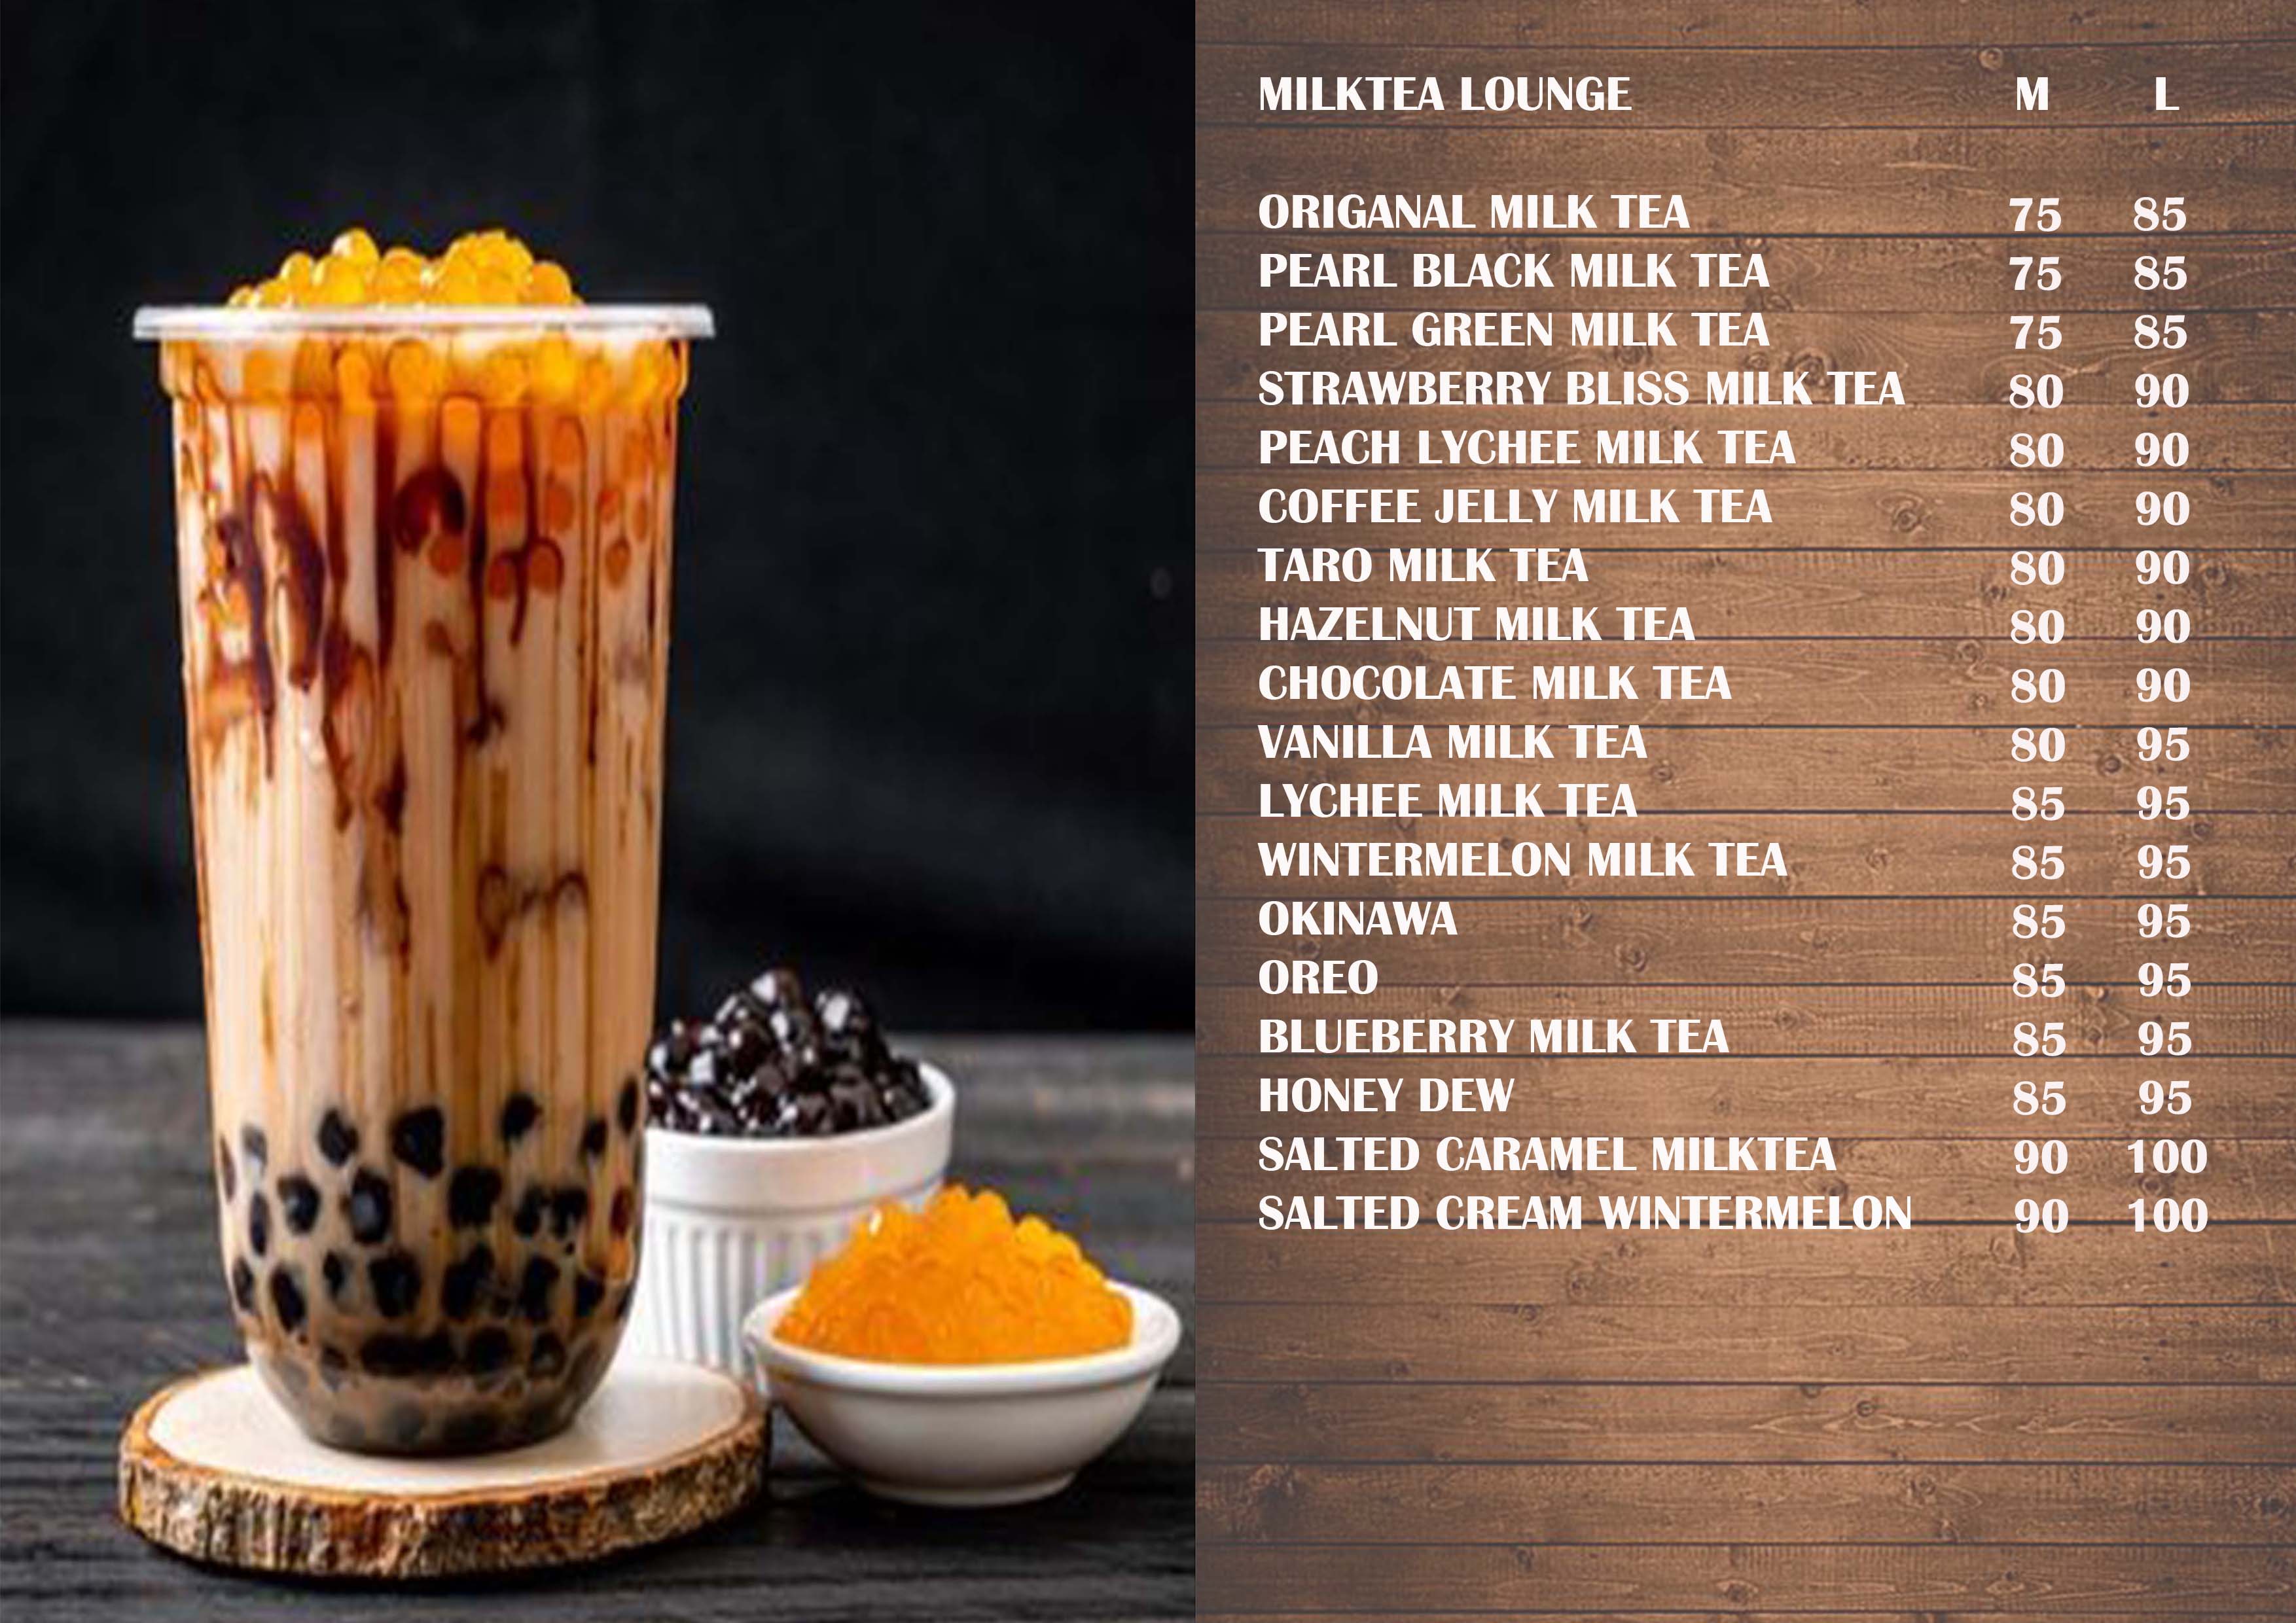 MILKTEA LOUNGE M L
ORIGANAL MILK TEA 75 85
PEARL BLACK MILK TEA 75 85
PEARL GREEN MILK TEA 75 85
STRAWBERRY BLISS MILK TEA 80 90
PEACH LYCHEE MILK TEA 80 90
COFFEE JELLY MILK TEA 80 90
TARO MILK TEA 80 90
HAZELNUT MILK TEA 80 90
CHOCOLATE MILK TEA 80 90
VANILLA MILK TEA 80 95
LYCHEE MILK TEA 85 95
WINTERMELON MILK TEA 85 95
OKINAWA 85 95
OREO 85 95
BLUEBERRY MILK TEA 85 95
HONEY DEW 85 95
SALTED CARAMEL MILKTEA 90 100
SALTED CREAM WINTERMELON 90 100